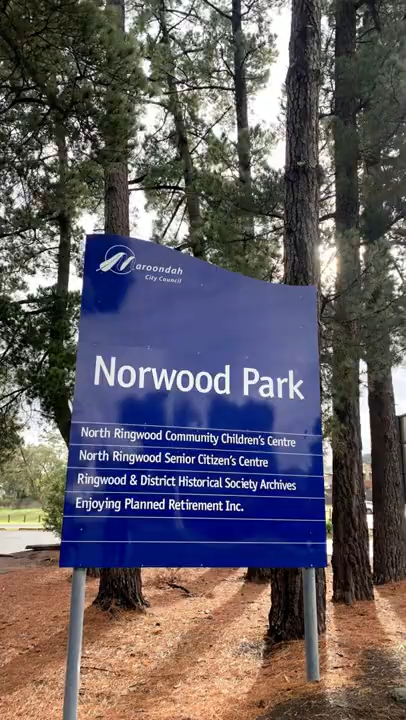 Maroondah
City Council
Norwood Park
North Ringwood Community Children's Centre
North Ringwood Senior Citizen's Centre
Ringwood & District Historical Society Archives
Enjoying Planned Retirement Inc.